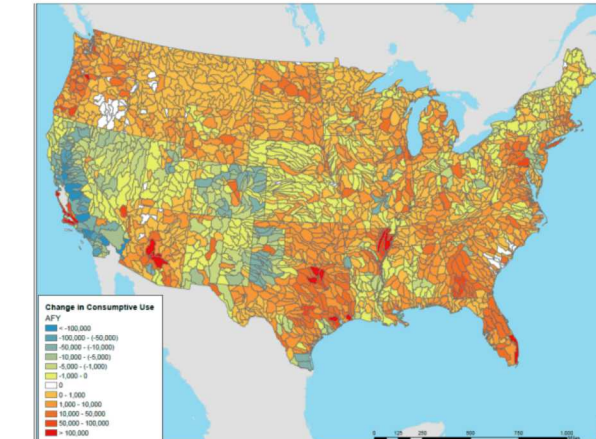 Change in Consumptive Use
AFY
< -100,000
-100,000 - (-50,000)
-50,000 - (-10,000)
-10,000 - (-5,000)
-5,000 - (-1,000)
-1,000 - 0
0
0 - 1,000
1,000 - 10,000
10,000 - 50,000
50,000 - 100,000
> 100,000
0 125 250 500 750 1,000